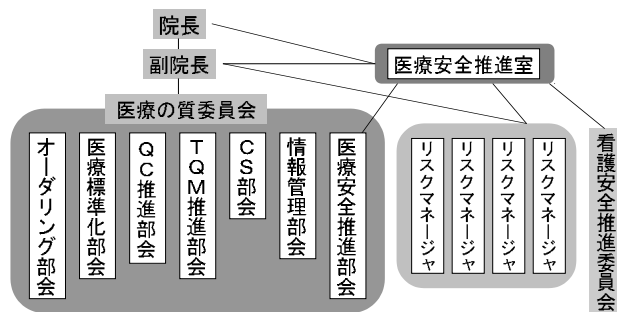 院長
副院長
医療安全推進室
医療の質委員会
オーダリング部会
医療標準化部会
QC推進部会
TQM推進部会
CS部会
情報管理部会
医療安全推進部会
リスクマネージャ
リスクマネージャ
リスクマネージャ
リスクマネージャ
看護安全推進委員会